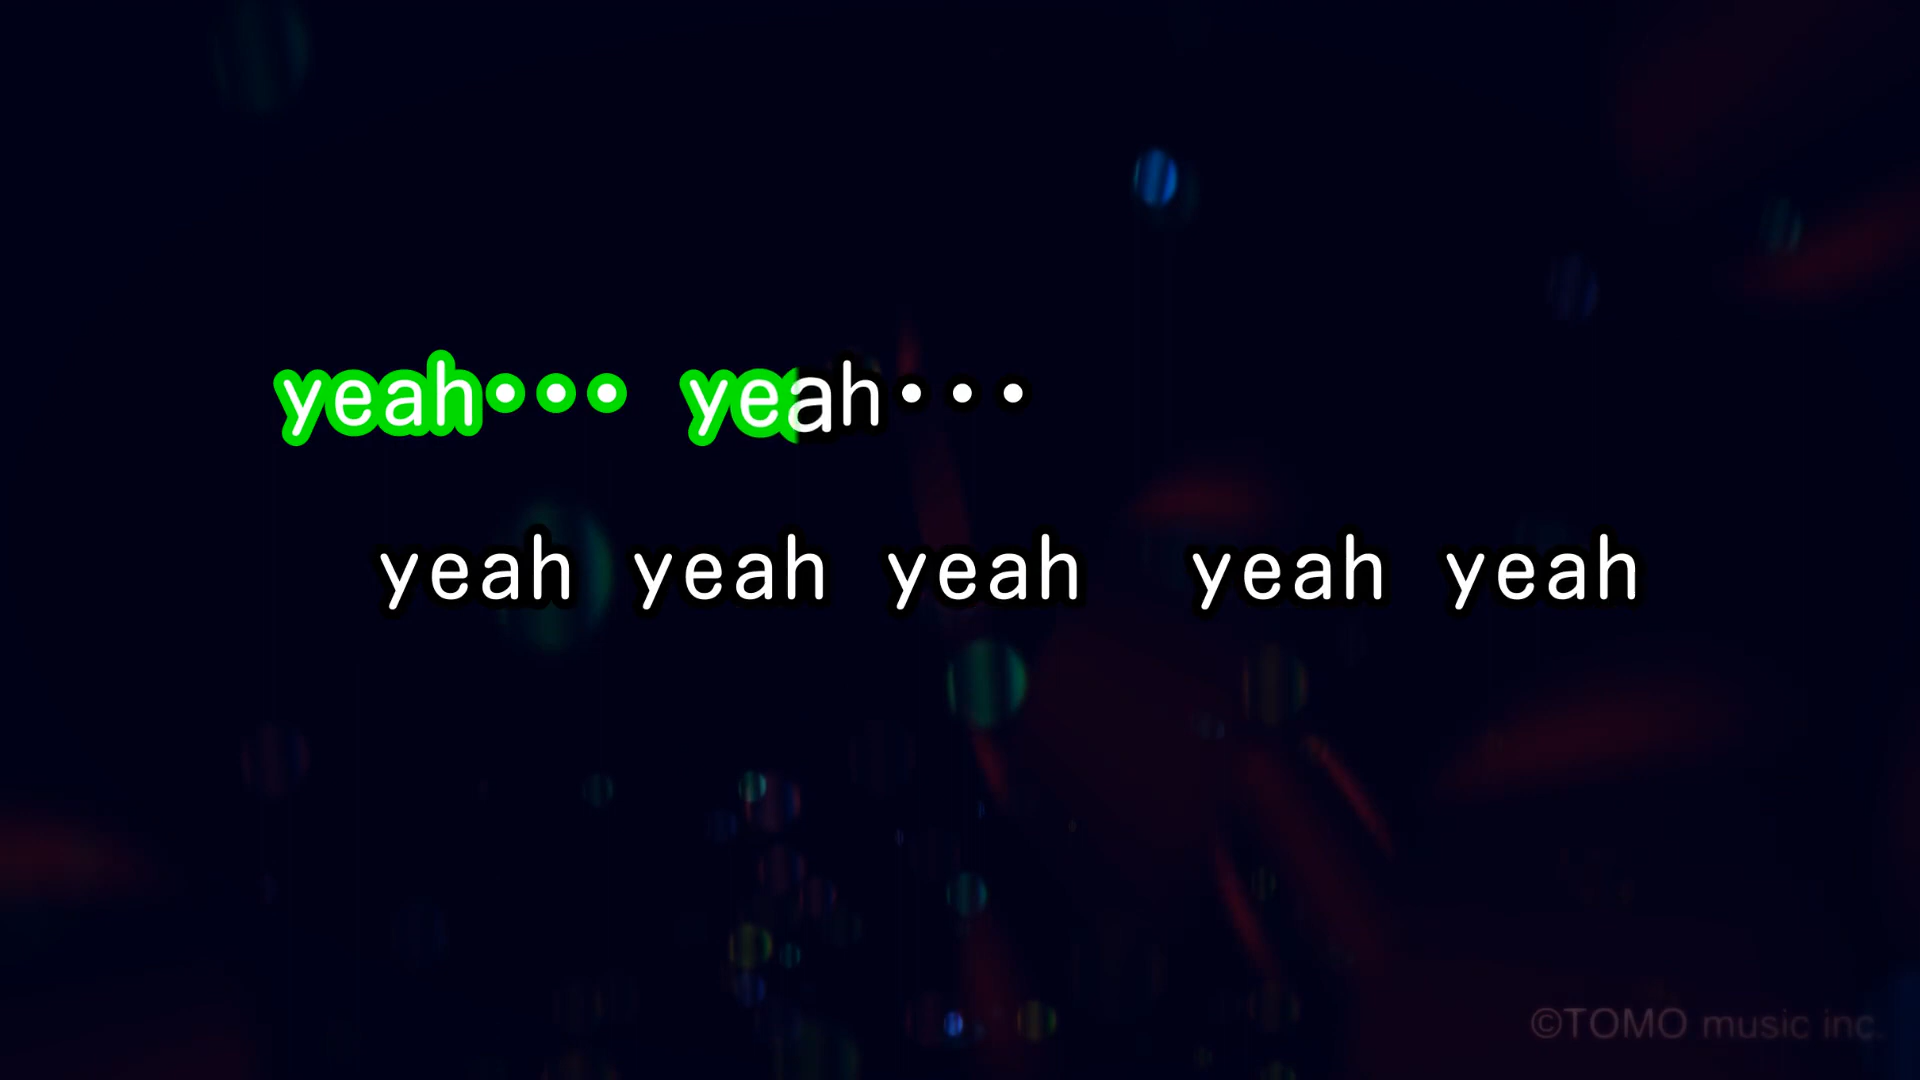 yeah・・・ yeah・・・
yeah yeah yeah  yeah yeah
©TOMO music inc.